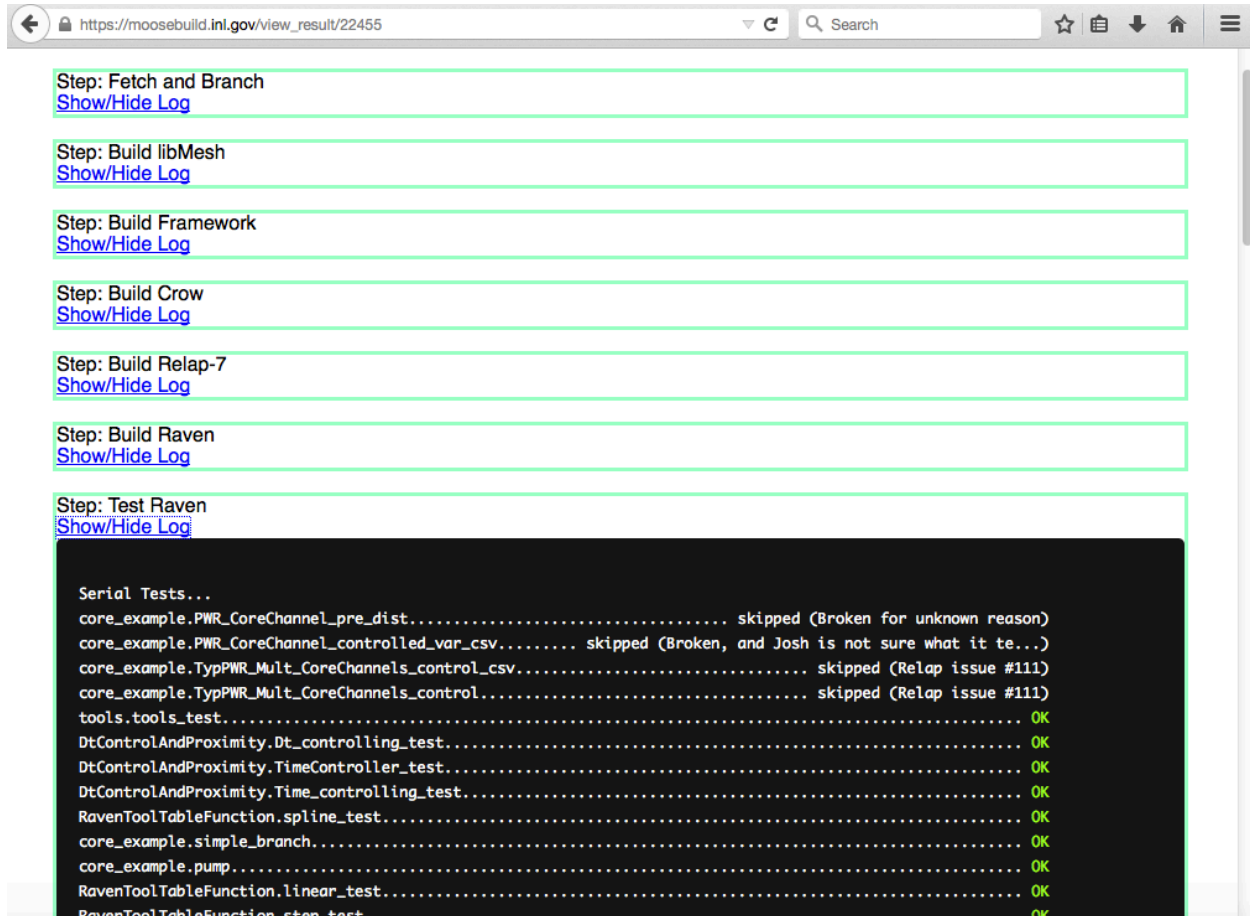 https://moosebuild.inl.gov/view_result/22455
Search
Step: Fetch and Branch
Show/Hide Log
Step: Build libMesh
Show/Hide Log
Step: Build Framework
Show/Hide Log
Step: Build Crow
Show/Hide Log
Step: Build Relap-7
Show/Hide Log
Step: Build Raven
Show/Hide Log
Step: Test Raven
Show/Hide Log
Serial Tests...
core_example.PWR_CoreChannel_pre_dist.................................... skipped (Broken for unknown reason)
core_example.PWR_CoreChannel_controlled_var_csv......... skipped (Broken, and Josh is not sure what it te...)
core_example.TypPWR_Mult_CoreChannels_control_csv................................. skipped (Relap issue #111)
core_example.TypPWR_Mult_CoreChannels_control..................................... skipped (Relap issue #111)
tools.tools_test.......................................................................................... OK
DtControlAndProximity.Dt_controlling_test................................................................. OK
DtControlAndProximity.TimeController_test................................................................. OK
DtControlAndProximity.Time_controlling_test............................................................... OK
RavenToolTableFunction.spline_test........................................................................ OK
core_example.simple_branch................................................................................ OK
core_example.pump......................................................................................... OK
RavenToolTableFunction.linear_test........................................................................ OK
RavenToolTableFunction.step_test.......................................................................... OK